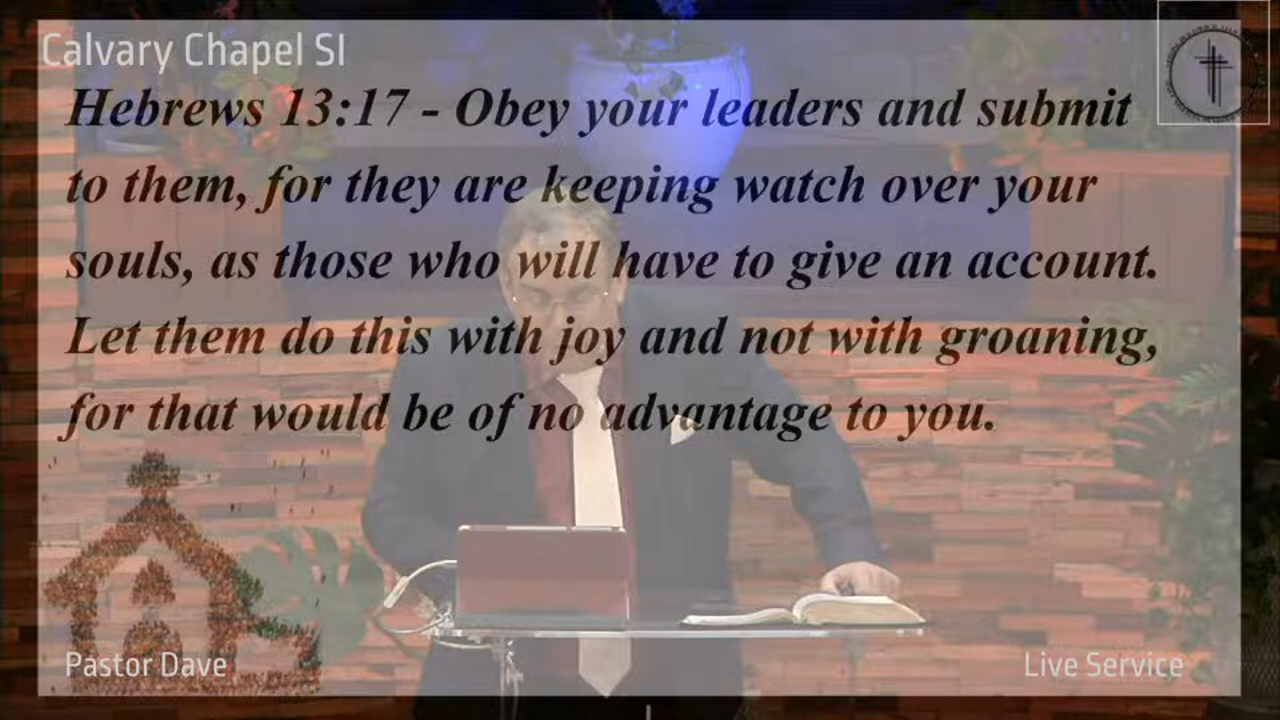 Calvary Chapel SI
Hebrews 13:17 - Obey your leaders and submit
to them, for they are keeping watch over your
souls, as those who will have to give an account.
Let them do this with joy and not with groaning,
for that would be of no advantage to you.
Pastor Dave
Live Service